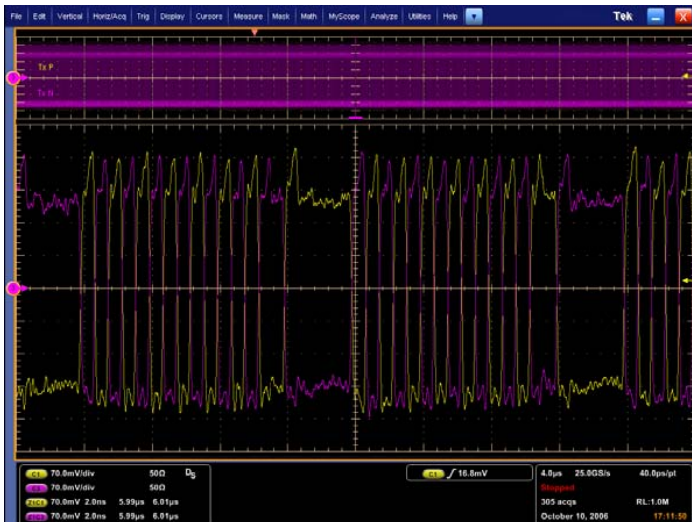 File Edit Vertical Horiz/Acq Trig Display Cursors Measure Mask Math MyScope Analyze Utilities Help Tek X
Tx P
Tx N
C1 70.0mV/div 50Ω
70.0mV/div 50Ω
Z1C1 70.0mV 2.0ns 5.99µs 6.01µs
70.0mV 2.0ns 5.99µs 6.01µs
C1 16.8mV
4.0µs 25.0GS/s 40.0ps/pt
Stopped
305 acqs RL:1.0M
October 10, 2006 17:11:50